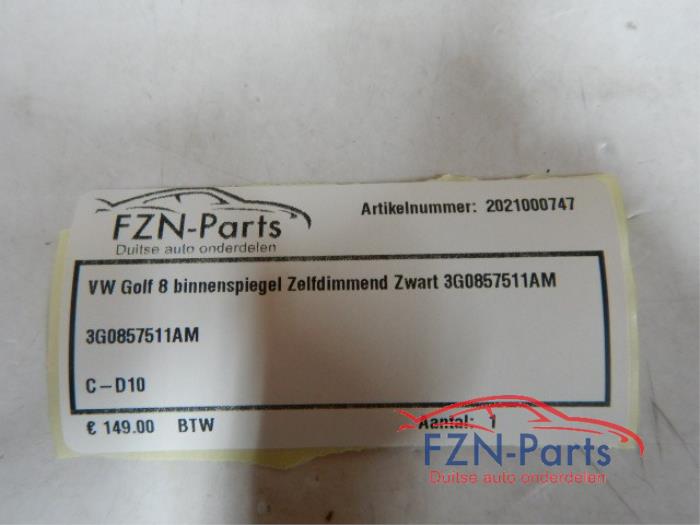 FZN-Parts
Duitse auto onderdelen
Artikelnummer: 2021000747
VW Golf 8 binnenspiegel Zelfdimmend Zwart 3G0857511AM
3G0857511AM
C-D10
€ 149.00 BTW
Aantal: 1
FZN-Parts
Duitse auto onderdelen